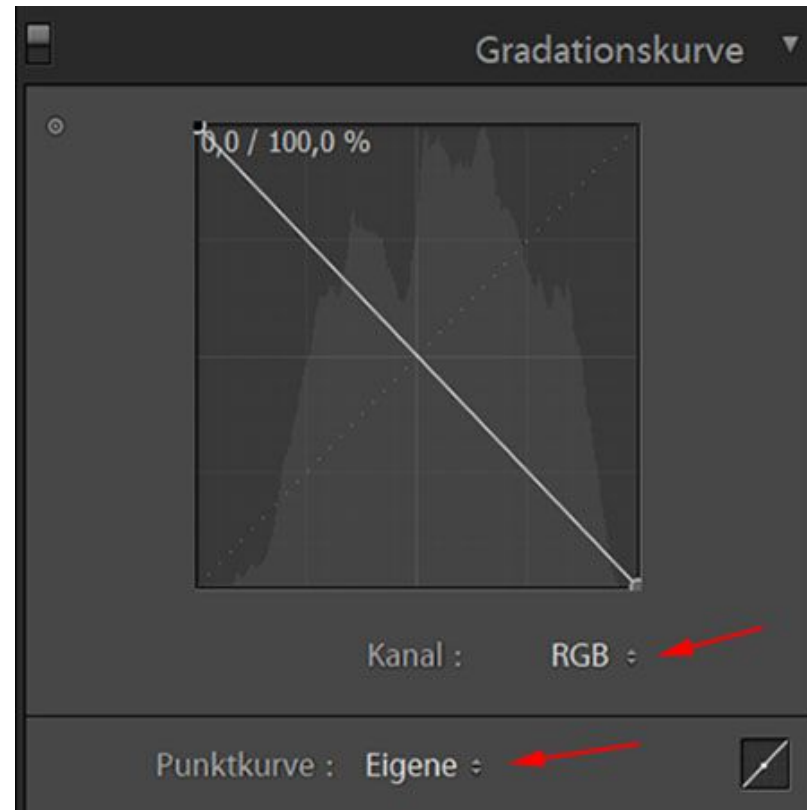 Gradationskurve
0,0 / 100,0 %
Kanal : RGB
Punktkurve : Eigene